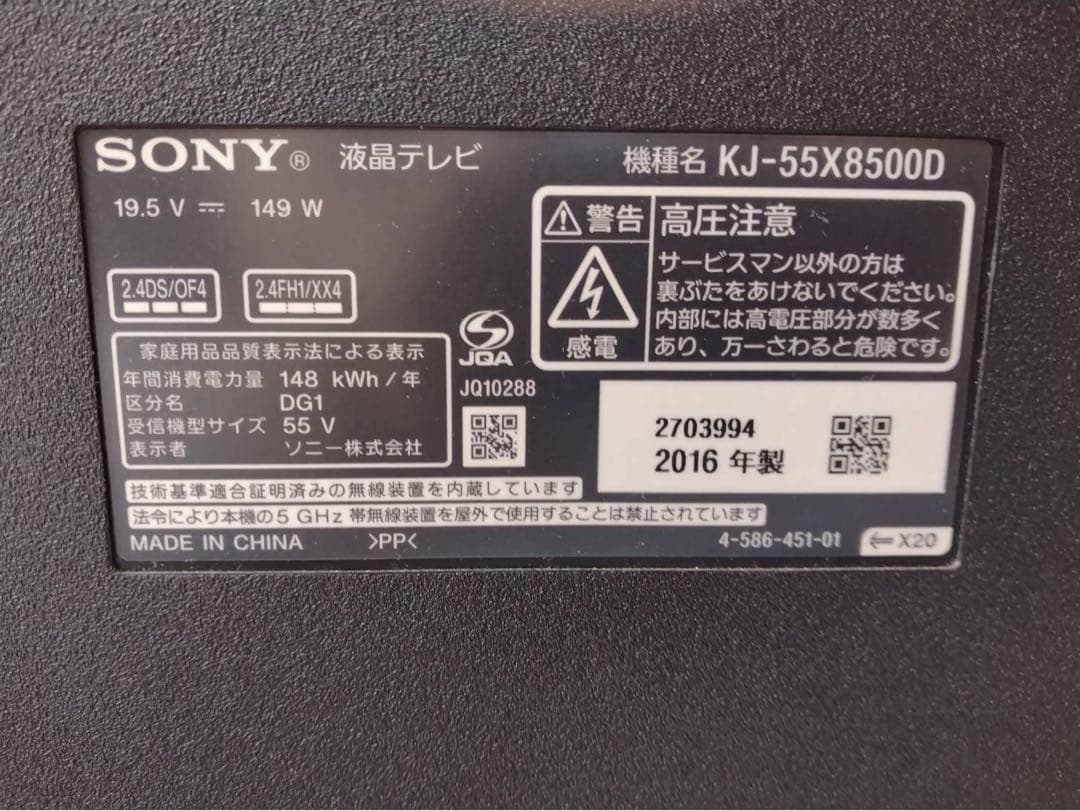 SONY® 液晶テレビ
機種名 KJ-55X8500D
19.5 V ⎓ 149 W
2.4DS/OF4
2.4FH1/XX4
警告
感電
高圧注意
サービスマン以外の方は
裏ぶたをあけないでください。
内部には高電圧部分が数多く
あり、万一さわると危険です。
家庭用品品質表示法による表示
年間消費電力量 148 kWh / 年
区分名 DG1
受信機型サイズ 55 V
表示者 ソニー株式会社
JQA
JQ10288
2703994
2016 年製
技術基準適合証明済みの無線装置を内蔵しています
法令により本機の5 GHz 帯無線装置を屋外で使用することは禁止されています
MADE IN CHINA >PP<
4-586-451-01
⇐ X20